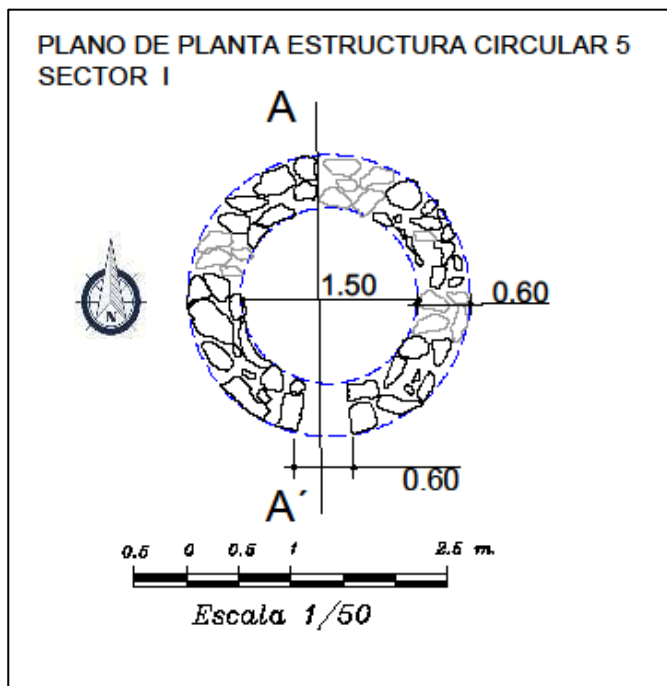 PLANO DE PLANTA ESTRUCTURA CIRCULAR 5
SECTOR I
A
N
1.50
0.60
0.60
A´
0.5 0 0.5 1 2.5 m.
Escala 1/50